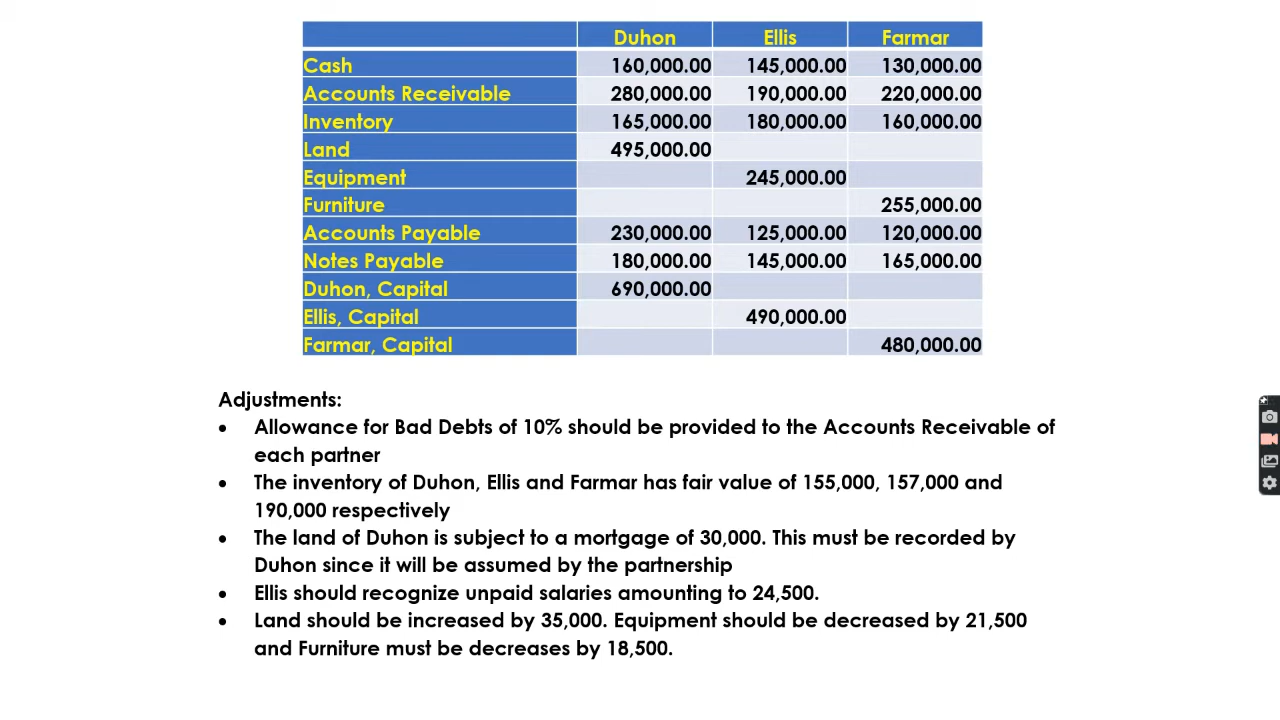 Duhon Ellis Farmar
Cash 160,000.00 145,000.00 130,000.00
Accounts Receivable 280,000.00 190,000.00 220,000.00
Inventory 165,000.00 180,000.00 160,000.00
Land 495,000.00
Equipment 245,000.00
Furniture 255,000.00
Accounts Payable 230,000.00 125,000.00 120,000.00
Notes Payable 180,000.00 145,000.00 165,000.00
Duhon, Capital 690,000.00
Ellis, Capital 490,000.00
Farmar, Capital 480,000.00
Adjustments:
• Allowance for Bad Debts of 10% should be provided to the Accounts Receivable of
each partner
• The inventory of Duhon, Ellis and Farmar has fair value of 155,000, 157,000 and
190,000 respectively
• The land of Duhon is subject to a mortgage of 30,000. This must be recorded by
Duhon since it will be assumed by the partnership
• Ellis should recognize unpaid salaries amounting to 24,500.
• Land should be increased by 35,000. Equipment should be decreased by 21,500
and Furniture must be decreases by 18,500.